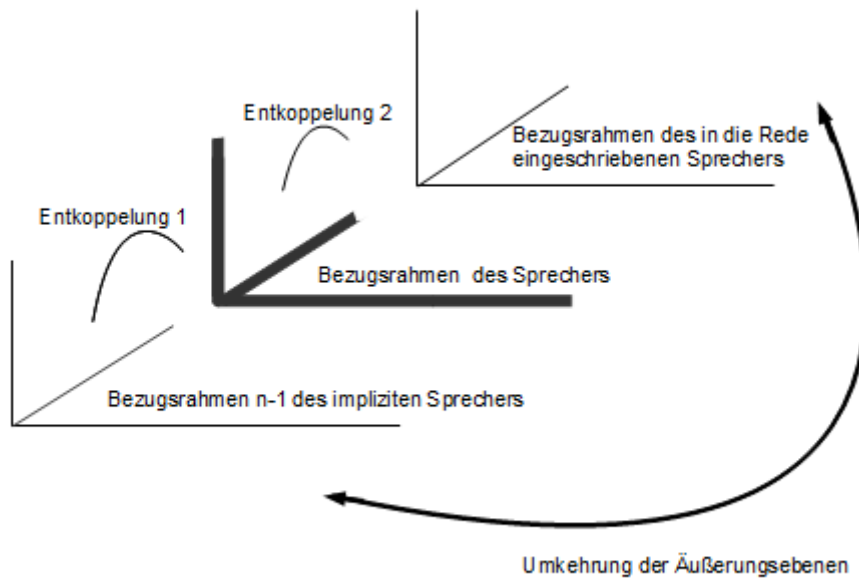 Entkoppelung 2
Bezugsrahmen des in die Rede
eingeschriebenen Sprechers
Entkoppelung 1
Bezugsrahmen des Sprechers
Bezugsrahmen n-1 des impliziten Sprechers
Umkehrung der Äußerungsebenen